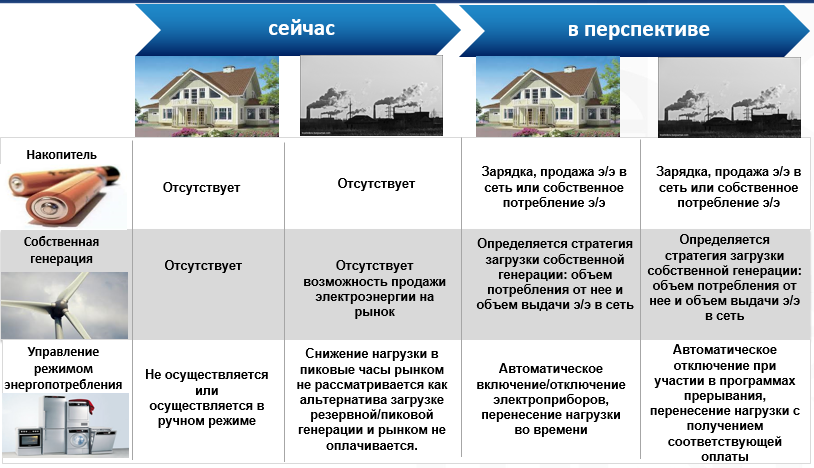 сейчас
в перспективе
Накопитель
Отсутствует
Отсутствует
Зарядка, продажа э/э в
сеть или собственное
потребление э/э
Зарядка, продажа э/э в
сеть или собственное
потребление э/э
Собственная
генерация
Отсутствует
Отсутствует
возможность продажи
электроэнергии на
рынок
Определяется стратегия
загрузки собственной
генерации: объем
потребления от нее и
объем выдачи э/э в сеть
Определяется
стратегия загрузки
собственной генерации:
объем потребления от
нее и объем выдачи э/э
в сеть
Управление
режимом
энергопотребления
Не осуществляется
или
осуществляется в
ручном режиме
Снижение нагрузки в
пиковые часы рынком
не рассматривается как
альтернатива загрузке
резервной/пиковой
генерации и рынком не
оплачивается.
Автоматическое
включение/отключение
электроприборов,
перенесение нагрузки
во времени
Автоматическое
отключение при
участии в программах
прерывания,
перенесение нагрузки с
получением
соответствующей
оплаты